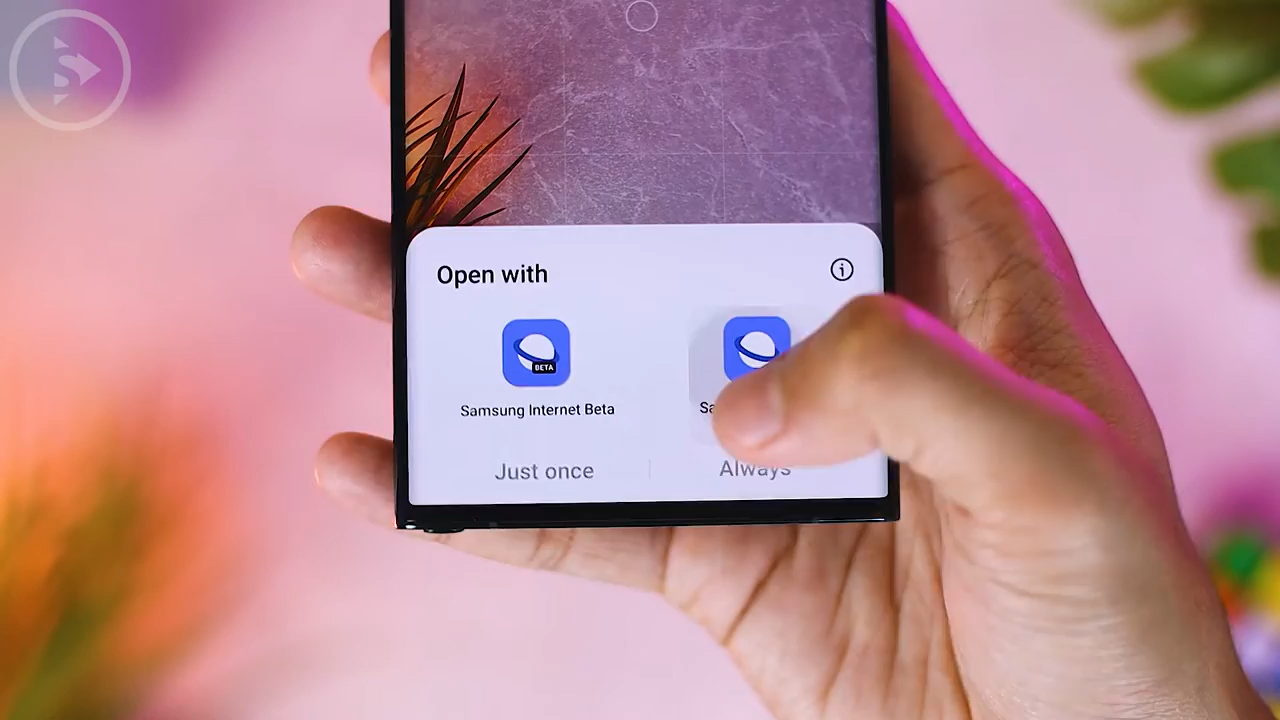 S
Open with
BETA
Samsung Internet Beta
Just once
Always